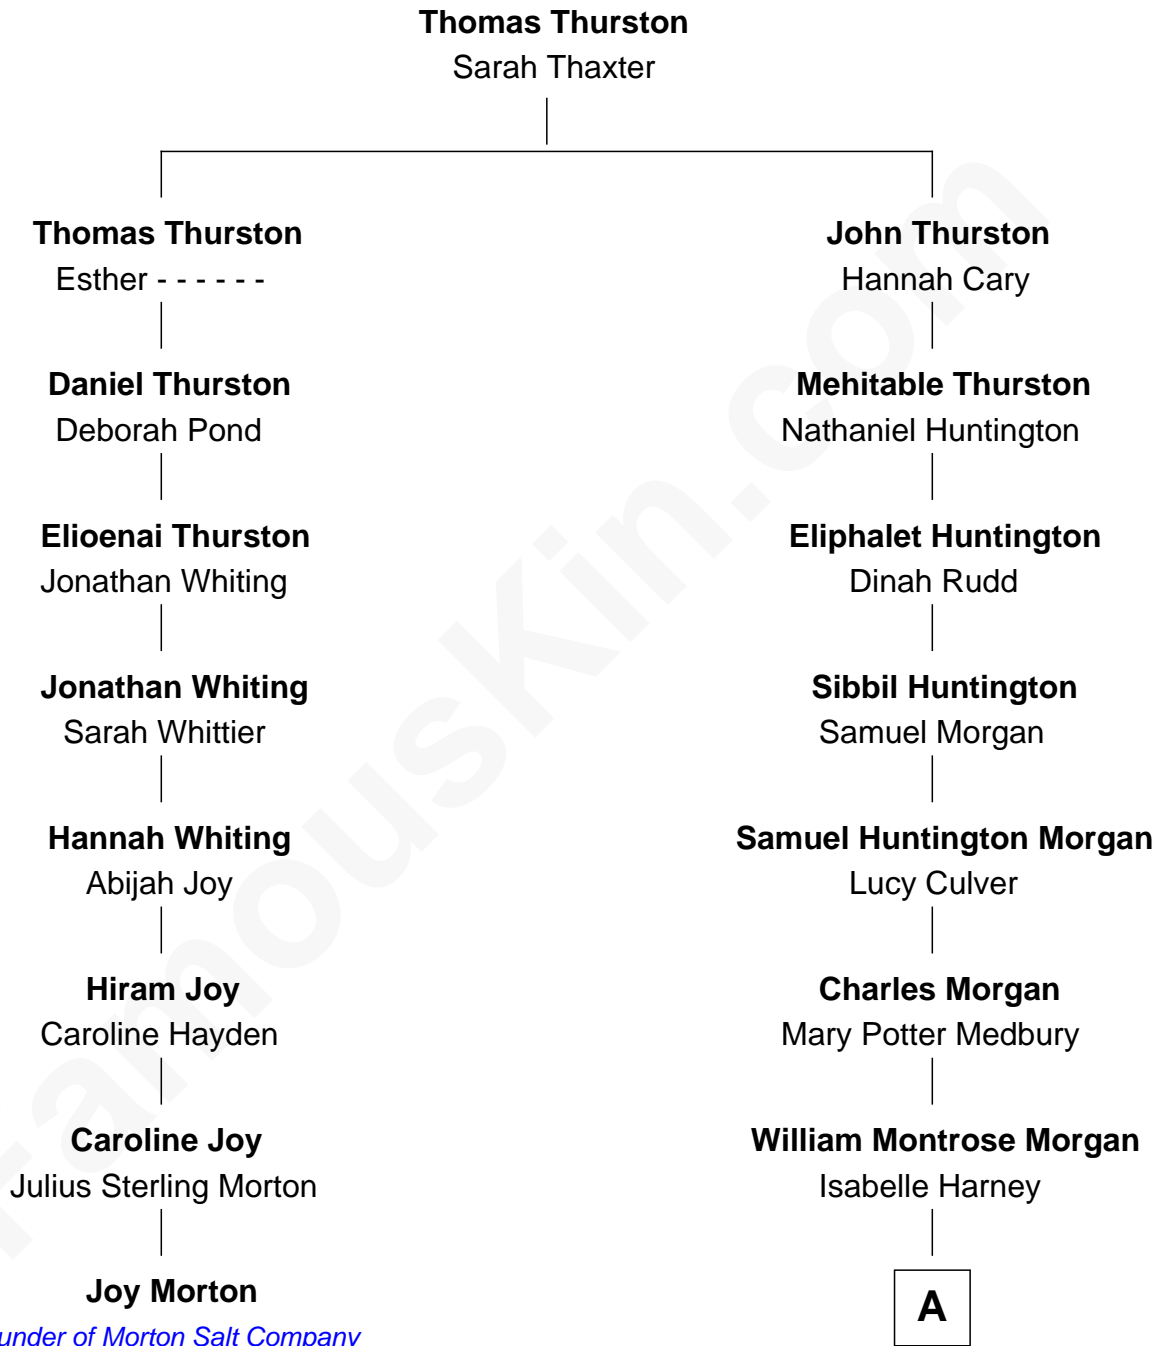 Thomas Thurston
Sarah Thaxter
Thomas Thurston
Esther - - - - - -
John Thurston
Hannah Cary
Daniel Thurston
Deborah Pond
Mehitable Thurston
Nathaniel Huntington
Elioenai Thurston
Jonathan Whiting
Eliphalet Huntington
Dinah Rudd
Jonathan Whiting
Sarah Whittier
Sibbil Huntington
Samuel Morgan
Hannah Whiting
Abijah Joy
Samuel Huntington Morgan
Lucy Culver
Hiram Joy
Caroline Hayden
Charles Morgan
Mary Potter Medbury
Caroline Joy
Julius Sterling Morton
William Montrose Morgan
Isabelle Harney
Joy Morton
under of Morton Salt Company
A
FamousKin.com